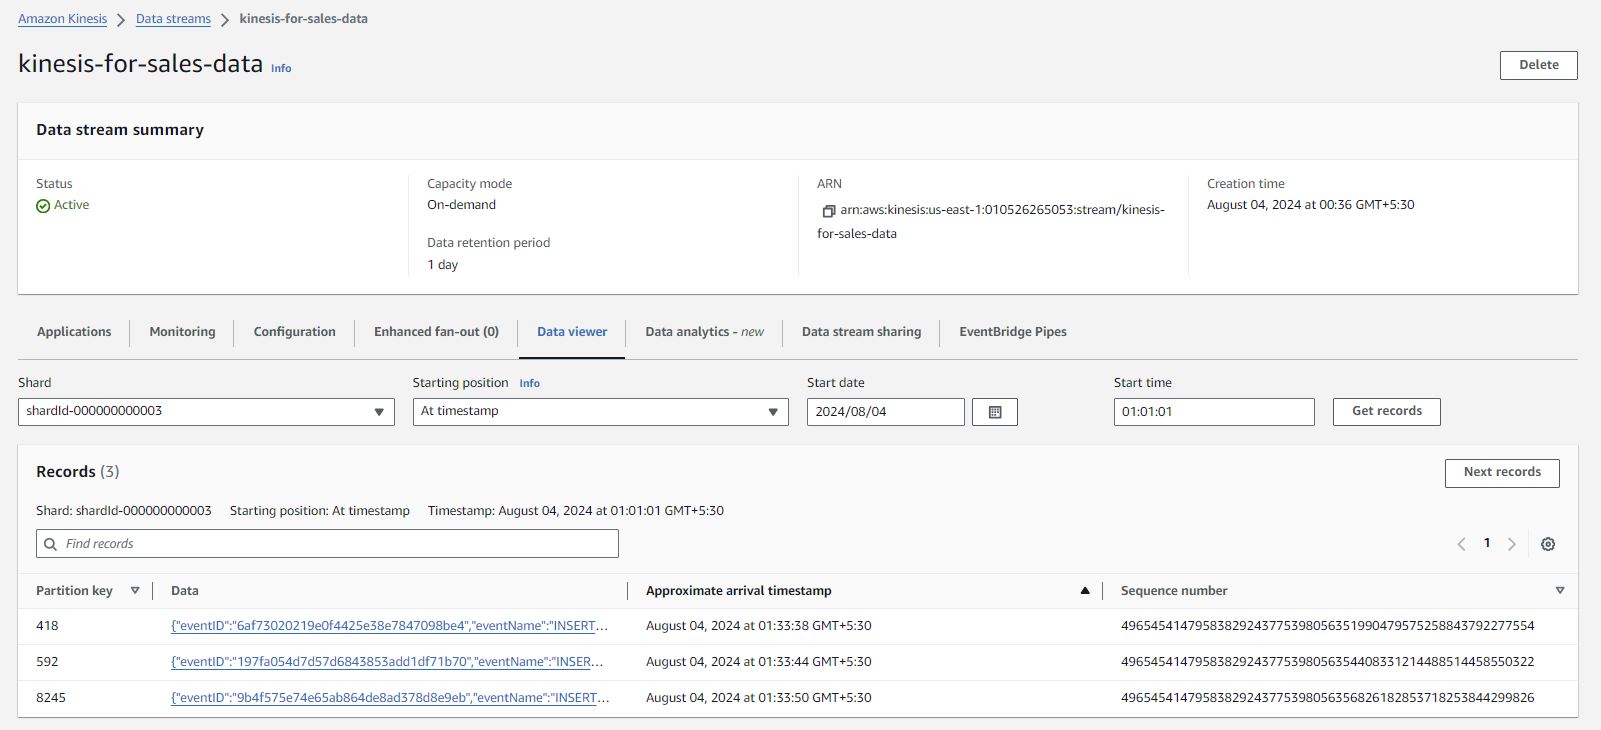 Amazon Kinesis > Data streams > kinesis-for-sales-data
kinesis-for-sales-data Info
Delete
Data stream summary
Status
Active
Capacity mode
On-demand
Data retention period
1 day
ARN
arn:aws:kinesis:us-east-1:010526265053:stream/kinesis-
for-sales-data
Creation time
August 04, 2024 at 00:36 GMT+5:30
Applications Monitoring Configuration Enhanced fan-out (0) Data viewer Data analytics - new Data stream sharing EventBridge Pipes
Shard Starting position Info Start date Start time
shardId-000000000003 At timestamp 2024/08/04 01:01:01 Get records
Records (3)
Next records
Shard: shardId-000000000003 Starting position: At timestamp Timestamp: August 04, 2024 at 01:01:01 GMT+5:30
Find records
1
Partition key Data Approximate arrival timestamp Sequence number
418 {"eventID":"6af73020219e0f4425e38e7847098be4","eventName":"INSERT... August 04, 2024 at 01:33:38 GMT+5:30 49654541479583829243775398056351990479575258843792277554
592 {"eventID":"197fa054d7d57d6843853add1df71b70","eventName":"INSER... August 04, 2024 at 01:33:44 GMT+5:30 49654541479583829243775398056354408331214488514458550322
8245 {"eventID":"9b4f575e74e65ab864de8ad378d8e9eb","eventName":"INSERT... August 04, 2024 at 01:33:50 GMT+5:30 49654541479583829243775398056356826182853718253844299826